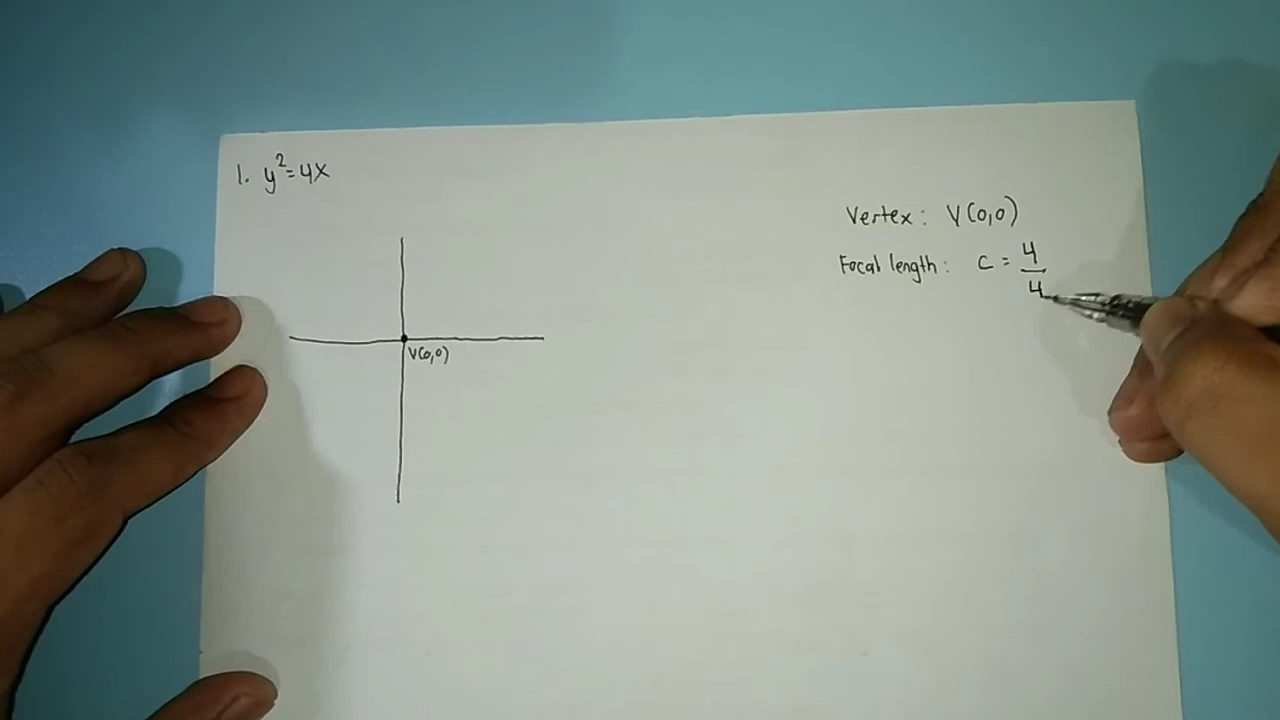 1. y²=4x
Vertex: V(0,0)
Focal length: c = 4/4
V(0,0)